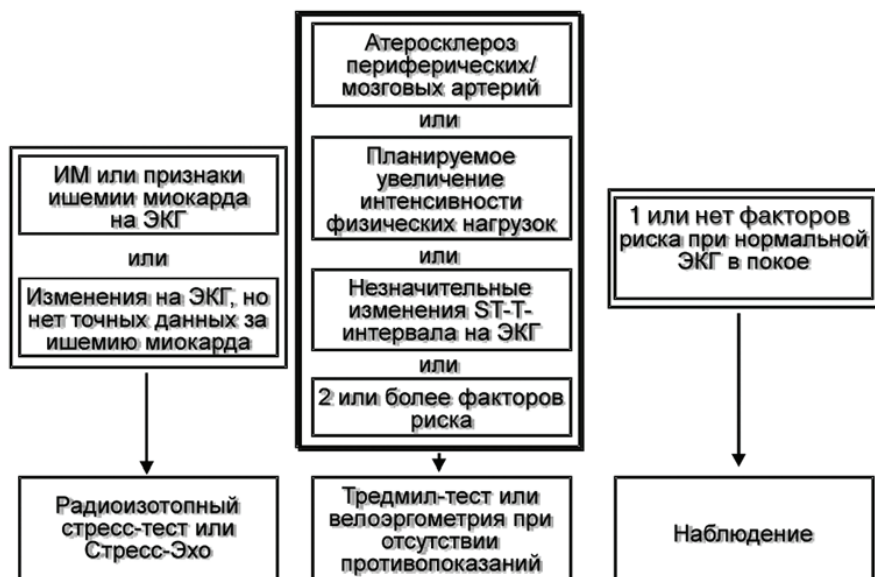 ИМ или признаки
ишемии миокарда
на ЭКГ
или
Изменения на ЭКГ, но
нет точных данных за
ишемию миокарда
Радиоизотопный
стресс-тест или
Стресс-Эхо
Атеросклероз
периферических/
мозговых артерий
или
Планируемое
увеличение
интенсивности
физических нагрузок
или
Незначительные
изменения ST-T-
интервала на ЭКГ
или
2 или более факторов
риска
Тредмил-тест или
велоэргометрия при
отсутствии
противопоказаний
1 или нет факторов
риска при нормальной
ЭКГ в покое
Наблюдение